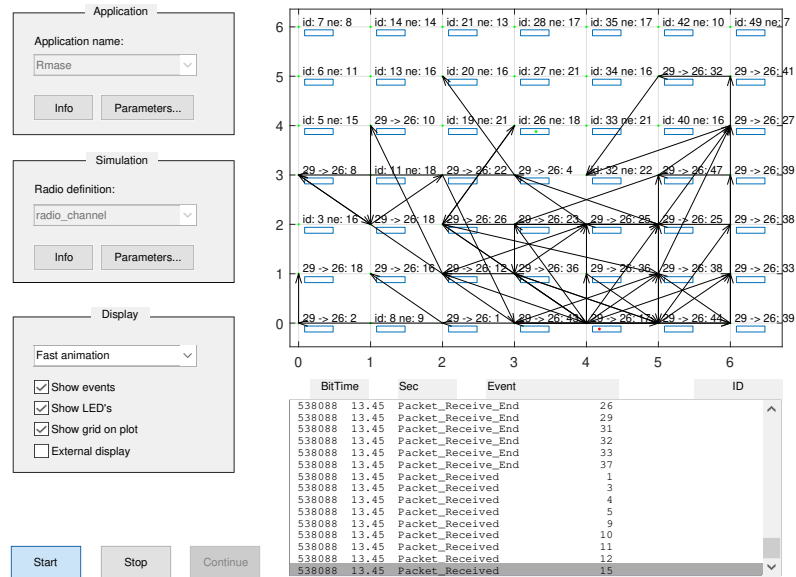 Application
Application name:
Rmase
Info
Parameters...
Simulation
Radio definition:
radio_channel
Info
Parameters...
Display
Fast animation
Show events
Show LED's
Show grid on plot
External display
Start
Stop
Continue
6
id: 7 ne: 8
id: 14 ne: 14
id: 21 ne: 13
id: 28 ne: 17
id: 35 ne: 17
id: 42 ne: 10
id: 49 ne: 7
5
id: 6 ne: 11
id: 13 ne: 16
id: 20 ne: 16
id: 27 ne: 21
id: 34 ne: 16
29 -> 26: 32
29 -> 26: 41
4
id: 5 ne: 15
29 -> 26: 10
id: 19 ne: 21
id: 26 ne: 18
id: 33 ne: 21
id: 40 ne: 16
29 -> 26: 27
3
29 -> 26: 8
id: 11 ne: 18
29 -> 26: 22
29 -> 26: 4
id: 32 ne: 22
29 -> 26: 47
29 -> 26: 39
2
id: 3 ne: 16
29 -> 26: 18
29 -> 26: 26
29 -> 26: 23
29 -> 26: 25
29 -> 26: 25
29 -> 26: 38
1
29 -> 26: 18
29 -> 26: 16
29 -> 26: 12
29 -> 26: 36
29 -> 26: 36
29 -> 26: 38
29 -> 26: 33
0
29 -> 26: 2
id: 8 ne: 9
29 -> 26: 1
29 -> 26: 43
29 -> 26: 17
29 -> 26: 44
29 -> 26: 39
0 1 2 3 4 5 6
BitTime Sec Event ID
538088 13.45 Packet_Receive_End 26
538088 13.45 Packet_Receive_End 29
538088 13.45 Packet_Receive_End 31
538088 13.45 Packet_Receive_End 32
538088 13.45 Packet_Receive_End 33
538088 13.45 Packet_Receive_End 37
538088 13.45 Packet_Received 1
538088 13.45 Packet_Received 3
538088 13.45 Packet_Received 4
538088 13.45 Packet_Received 5
538088 13.45 Packet_Received 9
538088 13.45 Packet_Received 10
538088 13.45 Packet_Received 11
538088 13.45 Packet_Received 12
538088 13.45 Packet_Received 15